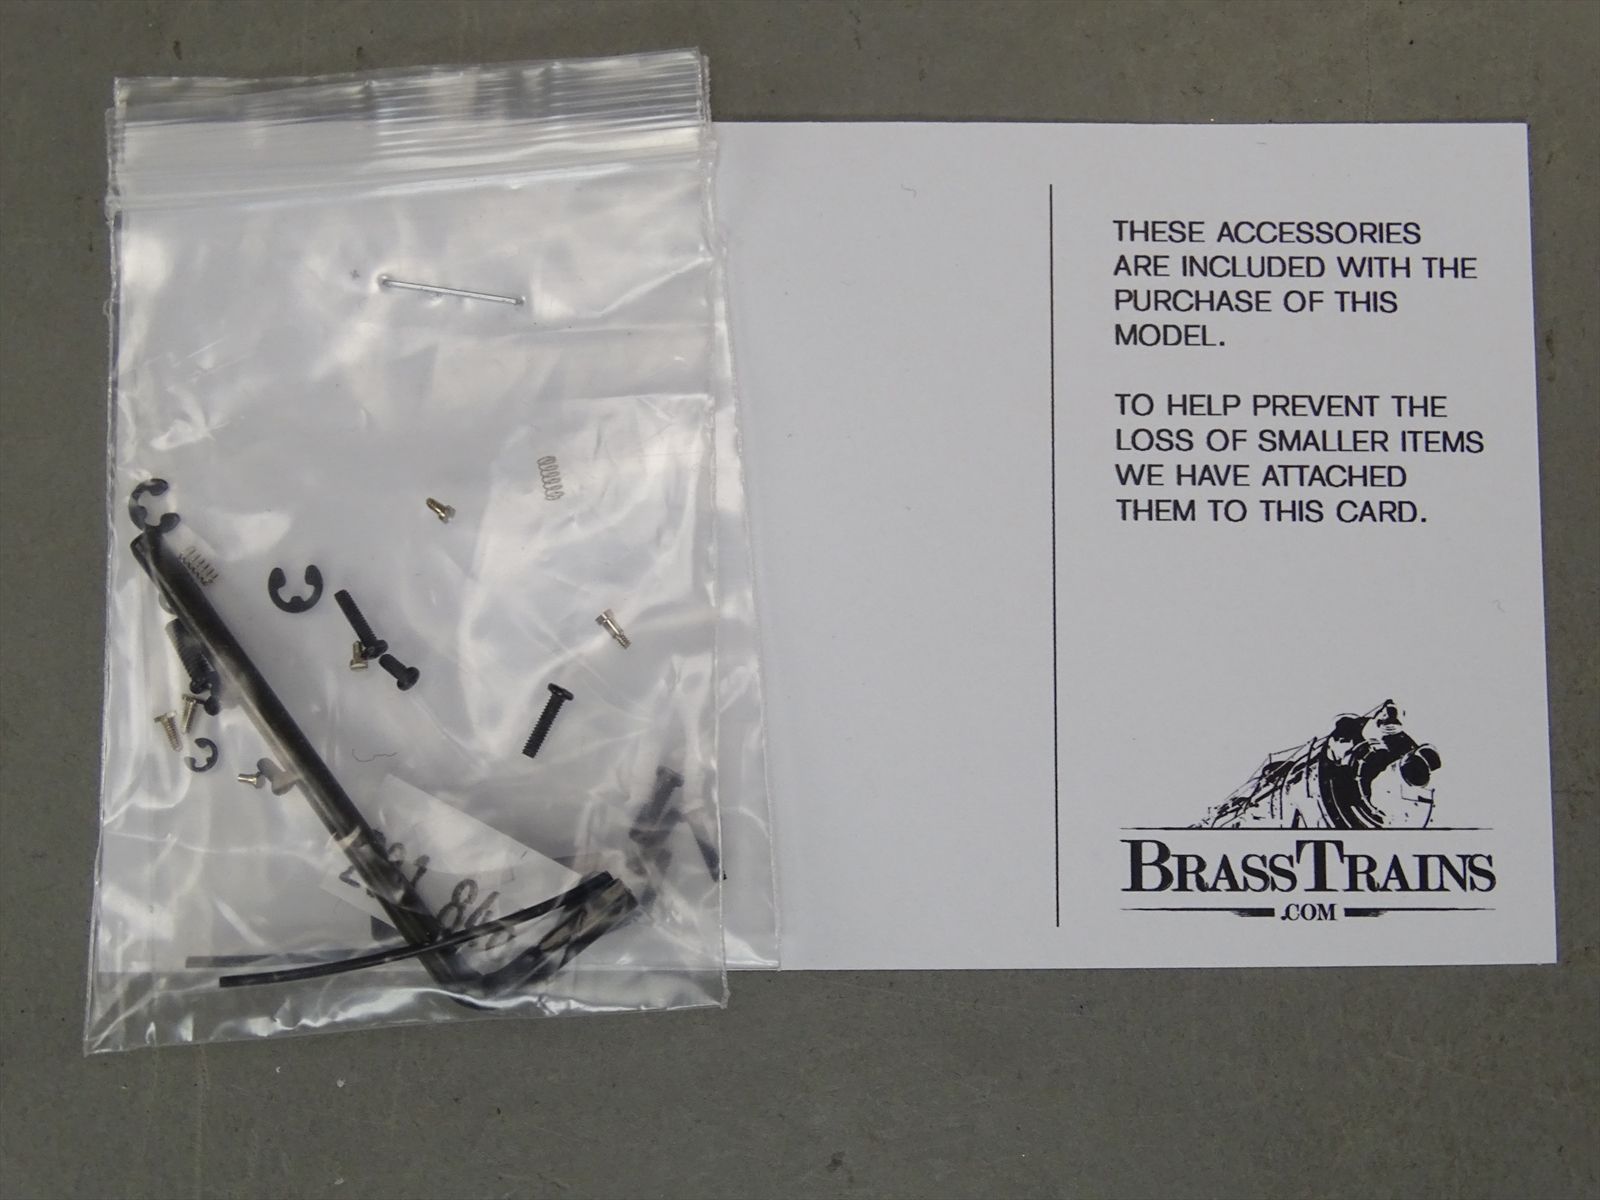 THESE ACCESSORIES
ARE INCLUDED WITH THE
PURCHASE OF THIS
MODEL.
TO HELP PREVENT THE
LOSS OF SMALLER ITEMS
WE HAVE ATTACHED
THEM TO THIS CARD.
BRASSTRAINS
.COM